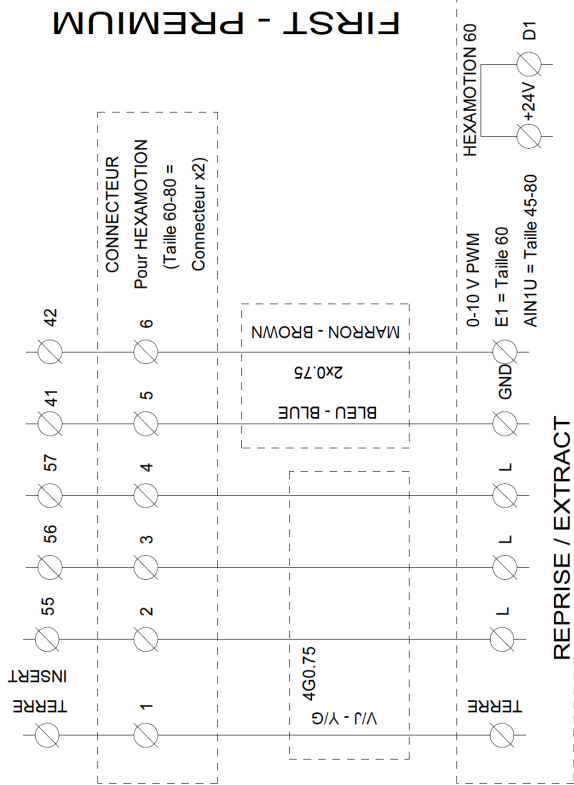 FIRST - PREMIUM
TERRE
INSERT
55
56
57
41
42
CONNECTEUR
Pour HEXAMOTION
(Taille 60-80 =
Connecteur x2)
1
2
3
4
5
6
4G0.75
V/J - Y/G
BLEU - BLUE
2x0.75
MARRON - BROWN
HEXAMOTION 60
+24V
D1
0-10 V PWM
E1 = Taille 60
AIN1U = Taille 45-80
TERRE
L
L
L
GND
REPRISE / EXTRACT